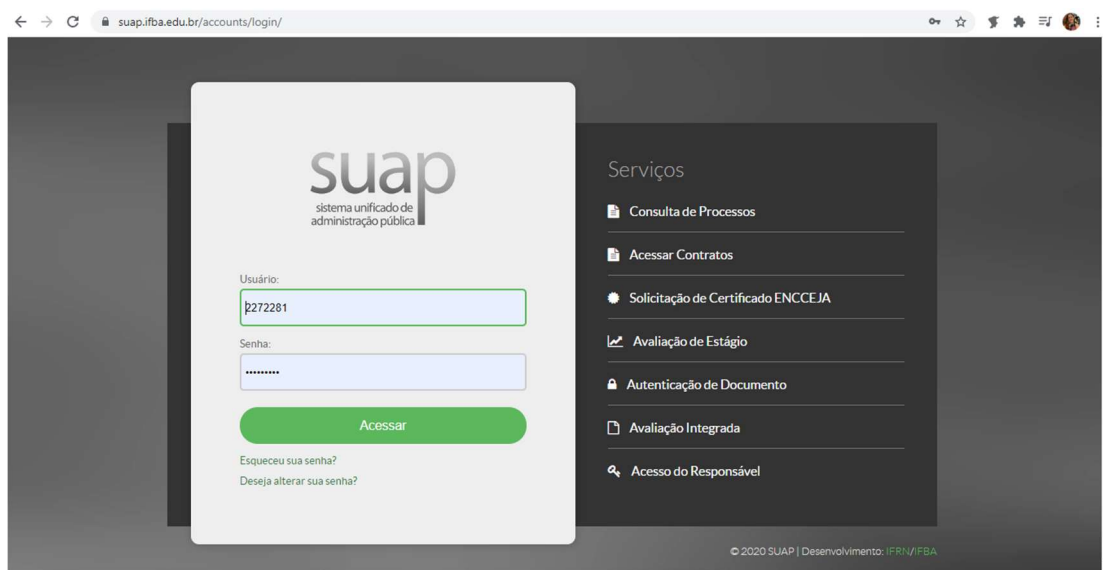 suap.ifba.edu.br/accounts/login/
suap
sistema unificado de
administração pública
Usuário:
2272281
Senha:
•••••••••
Acessar
Esqueceu sua senha?
Deseja alterar sua senha?
Serviços
Consulta de Processos
Acessar Contratos
Solicitação de Certificado ENCCEJA
Avaliação de Estágio
Autenticação de Documento
Avaliação Integrada
Acesso do Responsável
© 2020 SUAP | Desenvolvimento: IFRN/IFBA